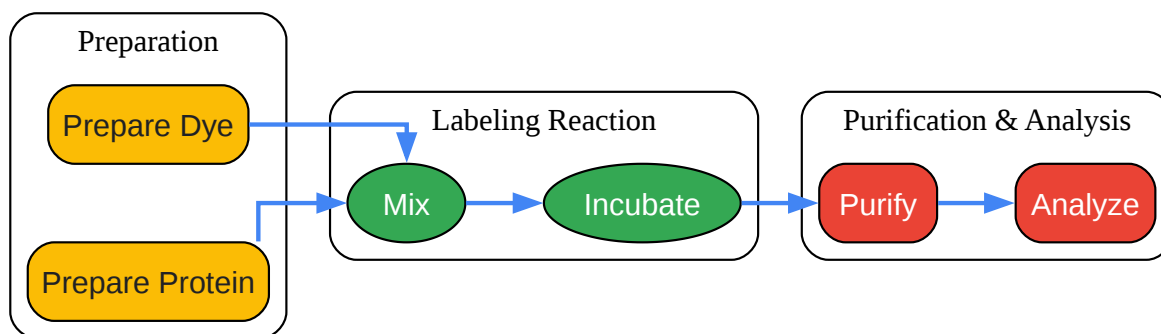 Preparation
Prepare Dye
Prepare Protein
Labeling Reaction
Mix
Incubate
Purification & Analysis
Purify
Analyze